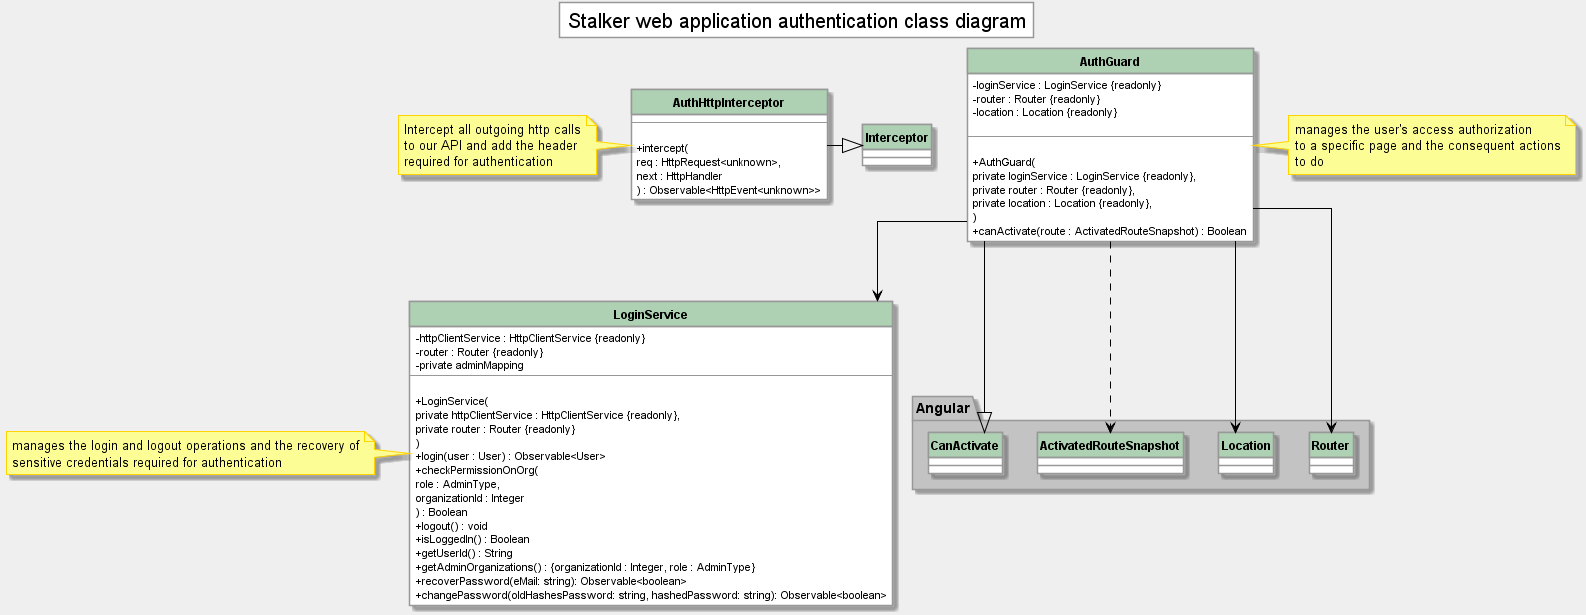 Stalker web application authentication class diagram
Intercept all outgoing http calls
to our API and add the header
required for authentication
AuthHttpInterceptor
+intercept(
req : HttpRequest<unknown>,
next : HttpHandler
) : Observable<HttpEvent<unknown>>
Interceptor
AuthGuard
-loginService : LoginService {readonly}
-router : Router {readonly}
-location : Location {readonly}
+AuthGuard(
private loginService : LoginService {readonly},
private router : Router {readonly},
private location : Location {readonly},
)
+canActivate(route : ActivatedRouteSnapshot) : Boolean
manages the user's access authorization
to a specific page and the consequent actions
to do
manages the login and logout operations and the recovery of
sensitive credentials required for authentication
LoginService
-httpClientService : HttpClientService {readonly}
-router : Router {readonly}
-private adminMapping
+LoginService(
private httpClientService : HttpClientService {readonly},
private router : Router {readonly}
)
+login(user : User) : Observable<User>
+checkPermissionOnOrg(
role : AdminType,
organizationId : Integer
) : Boolean
+logout() : void
+isLoggedIn() : Boolean
+getUserId() : String
+getAdminOrganizations() : {organizationId : Integer, role : AdminType}
+recoverPassword(eMail: string): Observable<boolean>
+changePassword(oldHashesPassword: string, hashedPassword: string): Observable<boolean>
Angular
CanActivate
ActivatedRouteSnapshot
Location
Router